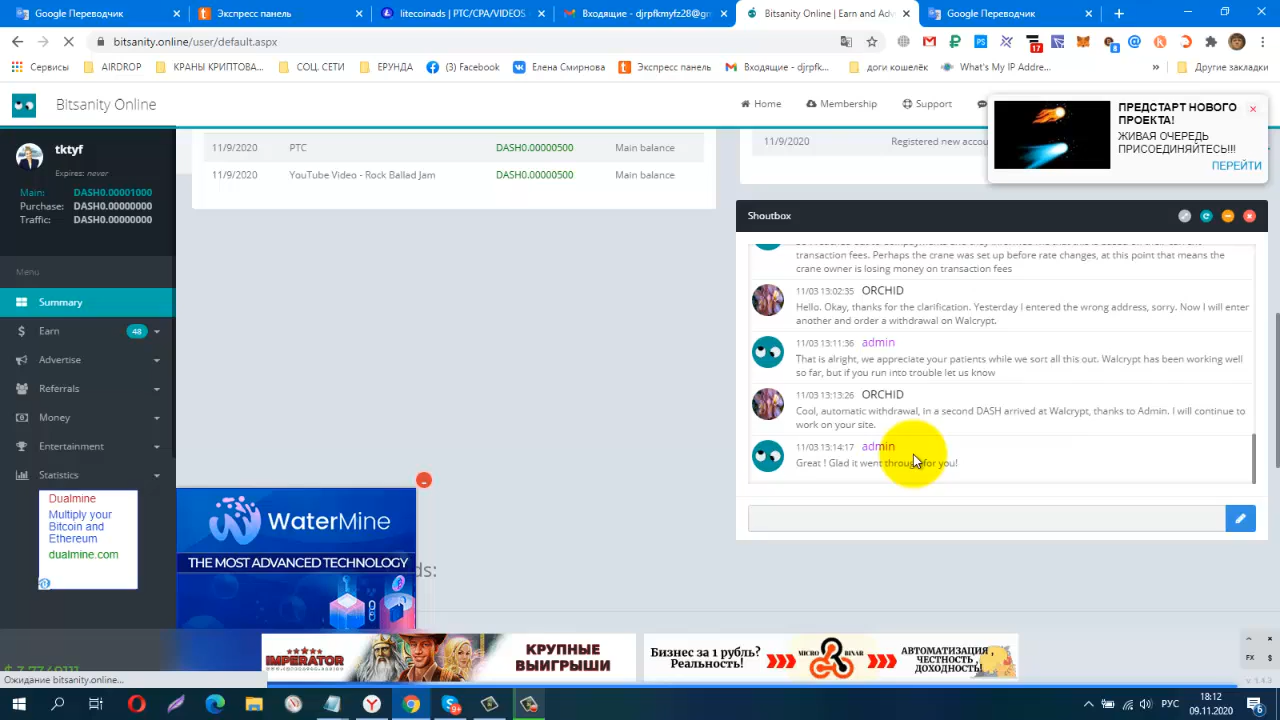 Т Экспресс панель
litecoinads | PTC/CPA/VIDEOS
Входящие - djrpfkmyfz28@gm
Bitsanity Online | Earn and Adv
Google Переводчик
bitsanity.online/user/default.aspx
17
8
Сервисы
AIRDROP
КРАНЫ КРИПТОВА...
СОЦ. СЕТИ
ЕРУНДА
(3) Facebook
Елена Смирнова
Экспресс панель
Входящие - djrpfk...
доги кошелёк
What's My IP Addre...
»
Другие закладки
Bitsanity Online
Home
Membership
Support
ПРЕДСТАРТ НОВОГО
ПРОЕКТА!
ЖИВАЯ ОЧЕРЕДЬ
ПРИСОЕДИНЯЙТЕСЬ!!!
ПЕРЕЙТИ
tktyf
Expires: never
Main: DASH0.00001000
Purchase: DASH0.00000000
Traffic: DASH0.00000000
Menu
Summary
Earn 48
Advertise
Referrals
Money
Entertainment
Statistics
Dualmine
Multiply your
Bitcoin and
Ethereum
dualmine.com
11/9/2020 PTC DASH0.00000500 Main balance
11/9/2020 YouTube Video - Rock Ballad Jam DASH0.00000500 Main balance
11/9/2020 Registered new accou
Shoutbox
transaction fees. Perhaps the crane was set up before rate changes, at this point that means the
crane owner is losing money on transaction fees
11/03 13:02:35 ORCHID
Hello. Okay, thanks for the clarification. Yesterday I entered the wrong address, sorry. Now I will enter
another and order a withdrawal on Walcrypt.
11/03 13:11:36 admin
That is alright, we appreciate your patients while we sort all this out. Walcrypt has been working well
so far, but if you run into trouble let us know
11/03 13:13:26 ORCHID
Cool, automatic withdrawal, in a second DASH arrived at Walcrypt, thanks to Admin. I will continue to
work on your site.
11/03 13:14:17 admin
Great ! Glad it went through for you!
WaterMine
THE MOST ADVANCED TECHNOLOGY
ds:
IMPERATOR
КРУПНЫЕ
ВЫИГРЫШИ
Бизнес за 1 рубль?
Реальность!
MICRO BINAR
АВТОМАТИЗАЦИЯ,
ЧЕСТНОСТЬ,
ДОХОДНОСТЬ!
FX $
v 1.4.3
Ожидание bitsanity.online...
РУС
18:12
09.11.2020
6